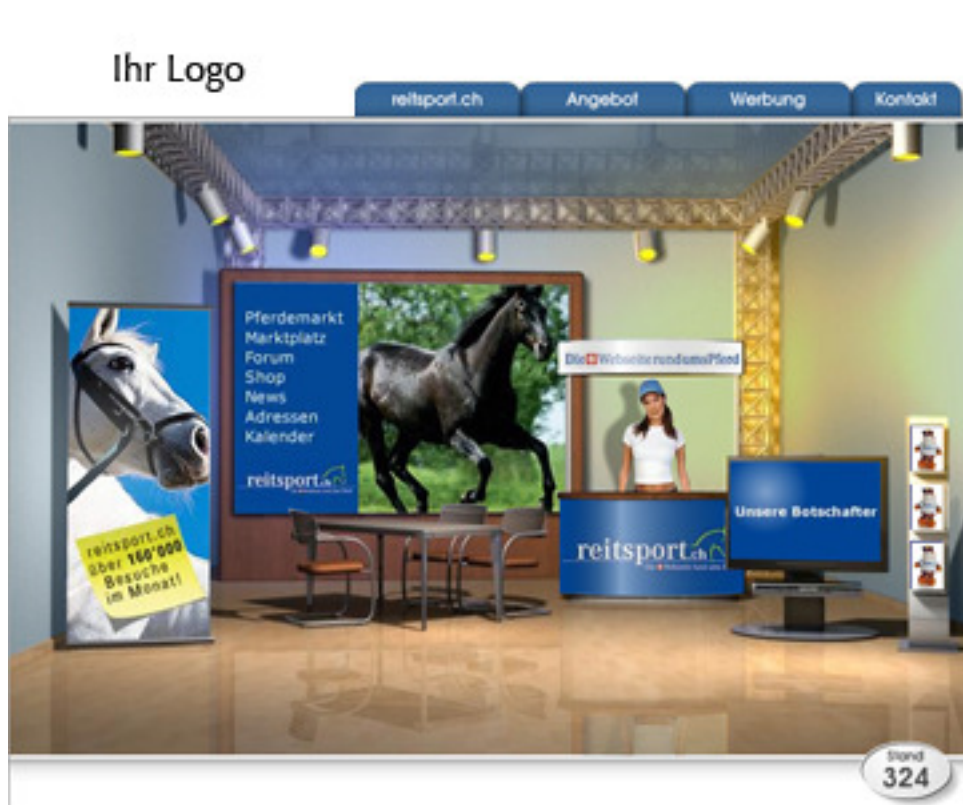 Ihr Logo
reitsport.ch
Angebot
Werbung
Kontakt
Pferdemarkt
Marktplatz
Forum
Shop
News
Adressen
Kalender
reitsport.ch
Die Webseite rund ums Pferd
reitsport.ch
Unsere Botschafter
reitsport.ch
über 160'000
Besuche
im Monat!
Stand
324